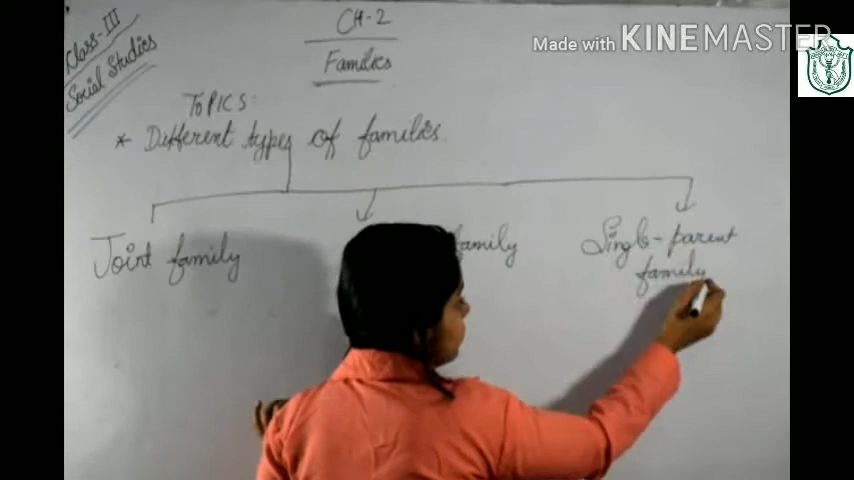 CH-2
Families
Class-III
Social Studies
TOPICS
* Different types of families.
Joint family
family
Single-parent
family
Made with KINEMASTER